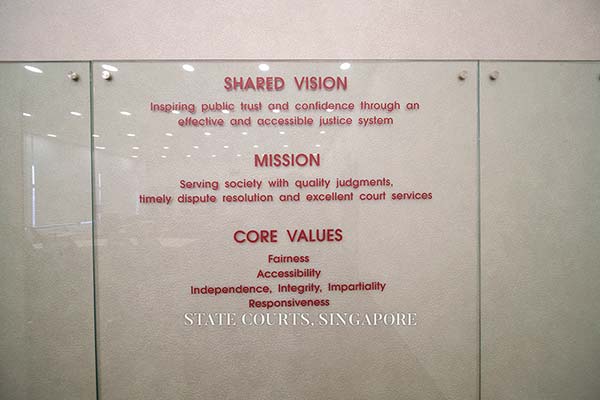 SHARED VISION
Inspiring public trust and confidence through an
effective and accessible justice system
MISSION
Serving society with quality judgments,
timely dispute resolution and excellent court services
CORE VALUES
Fairness
Accessibility
Independence, Integrity, Impartiality
Responsiveness
STATE COURTS, SINGAPORE